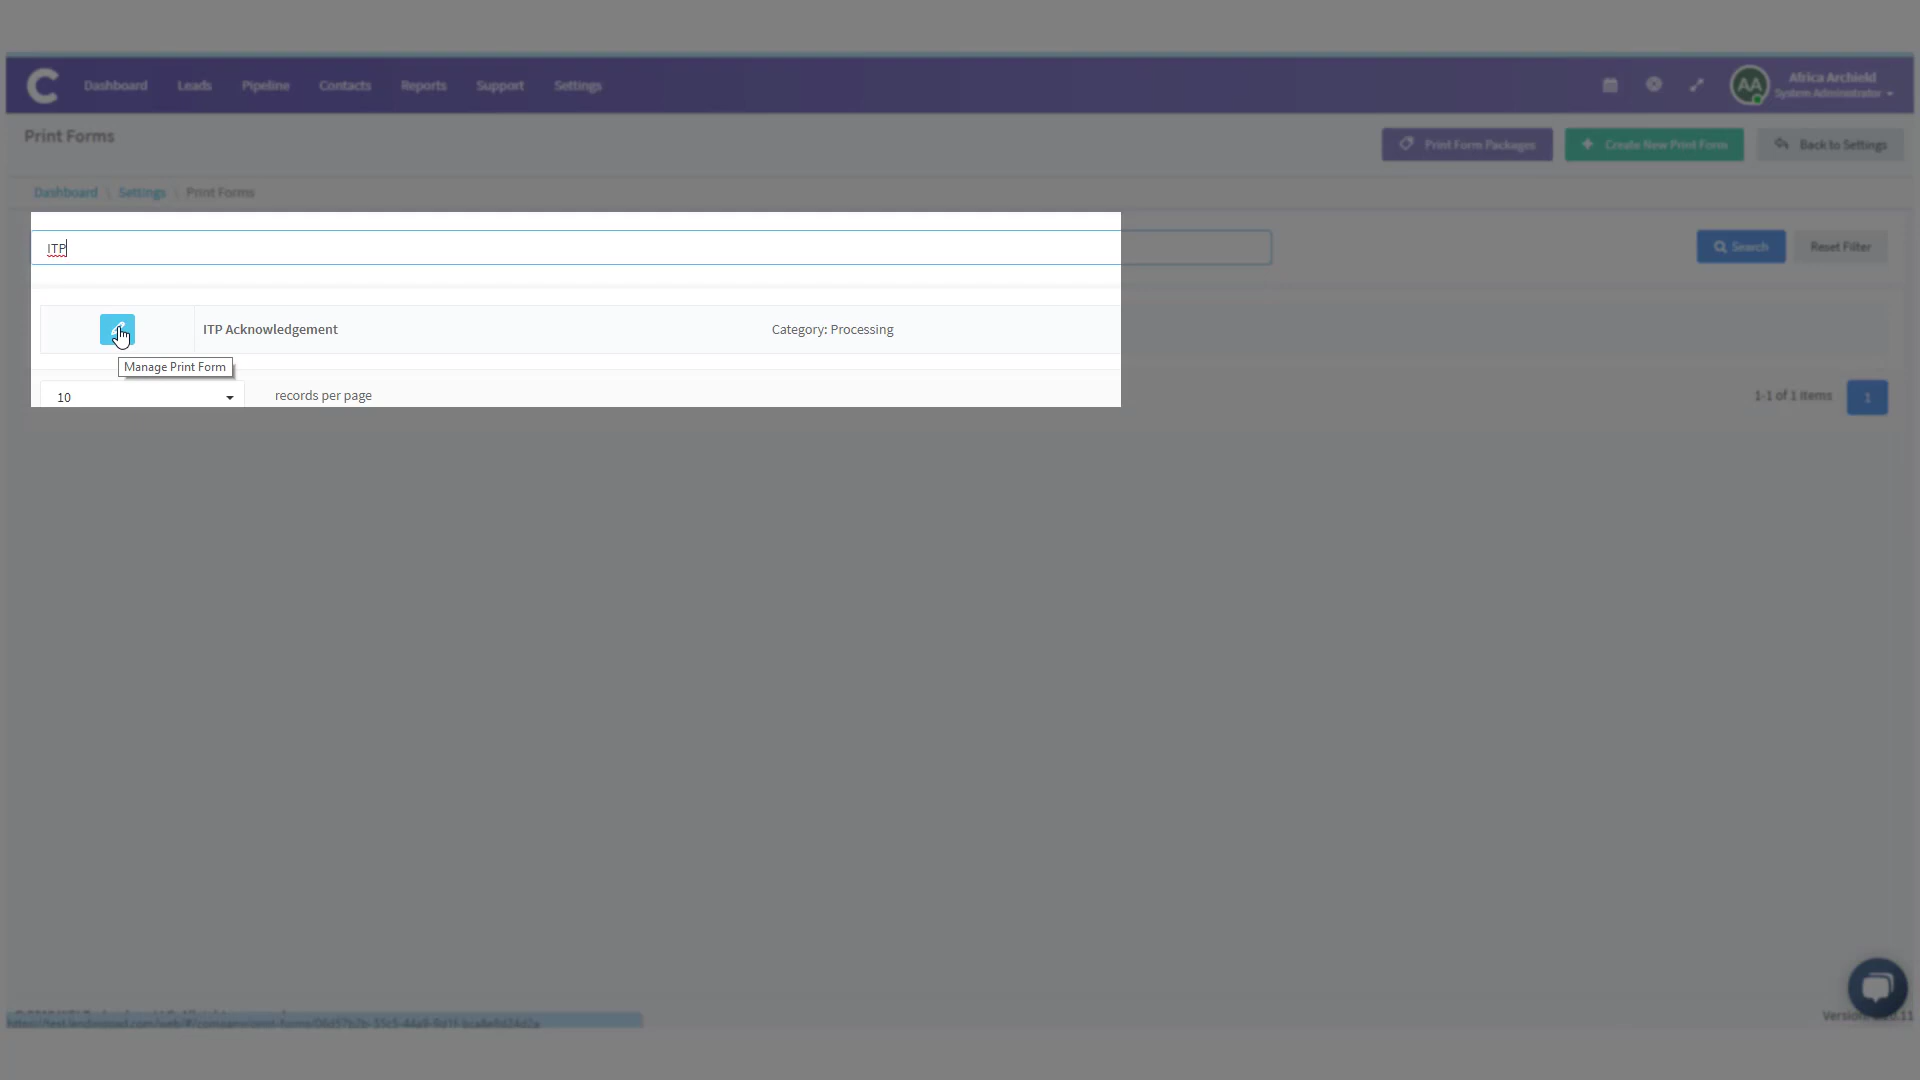 C Dashboard Leads Pipeline Contacts Reports Support Settings
AA Africa Archield
System Administrator
Print Forms
Print Form Packages Create New Print Form Back to Settings
Dashboard \ Settings \ Print Forms
ITP
Search Reset Filter
ITP Acknowledgement Category: Processing
Manage Print Form
10 records per page 1-1 of 1 items 1